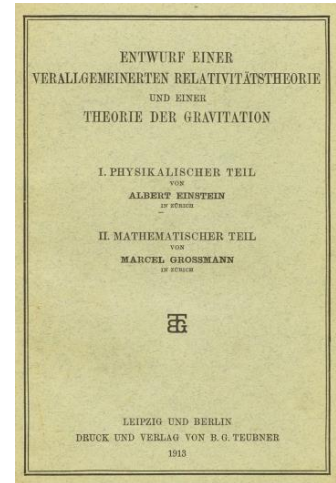 ENTWURF EINER
VERALLGEMEINERTEN RELATIVITÄTSTHEORIE
UND EINER
THEORIE DER GRAVITATION
I. PHYSIKALISCHER TEIL
VON
ALBERT EINSTEIN
IN ZÜRICH
II. MATHEMATISCHER TEIL
VON
MARCEL GROSSMANN
IN ZÜRICH
BTG
LEIPZIG UND BERLIN
DRUCK UND VERLAG VON B. G. TEUBNER
1913